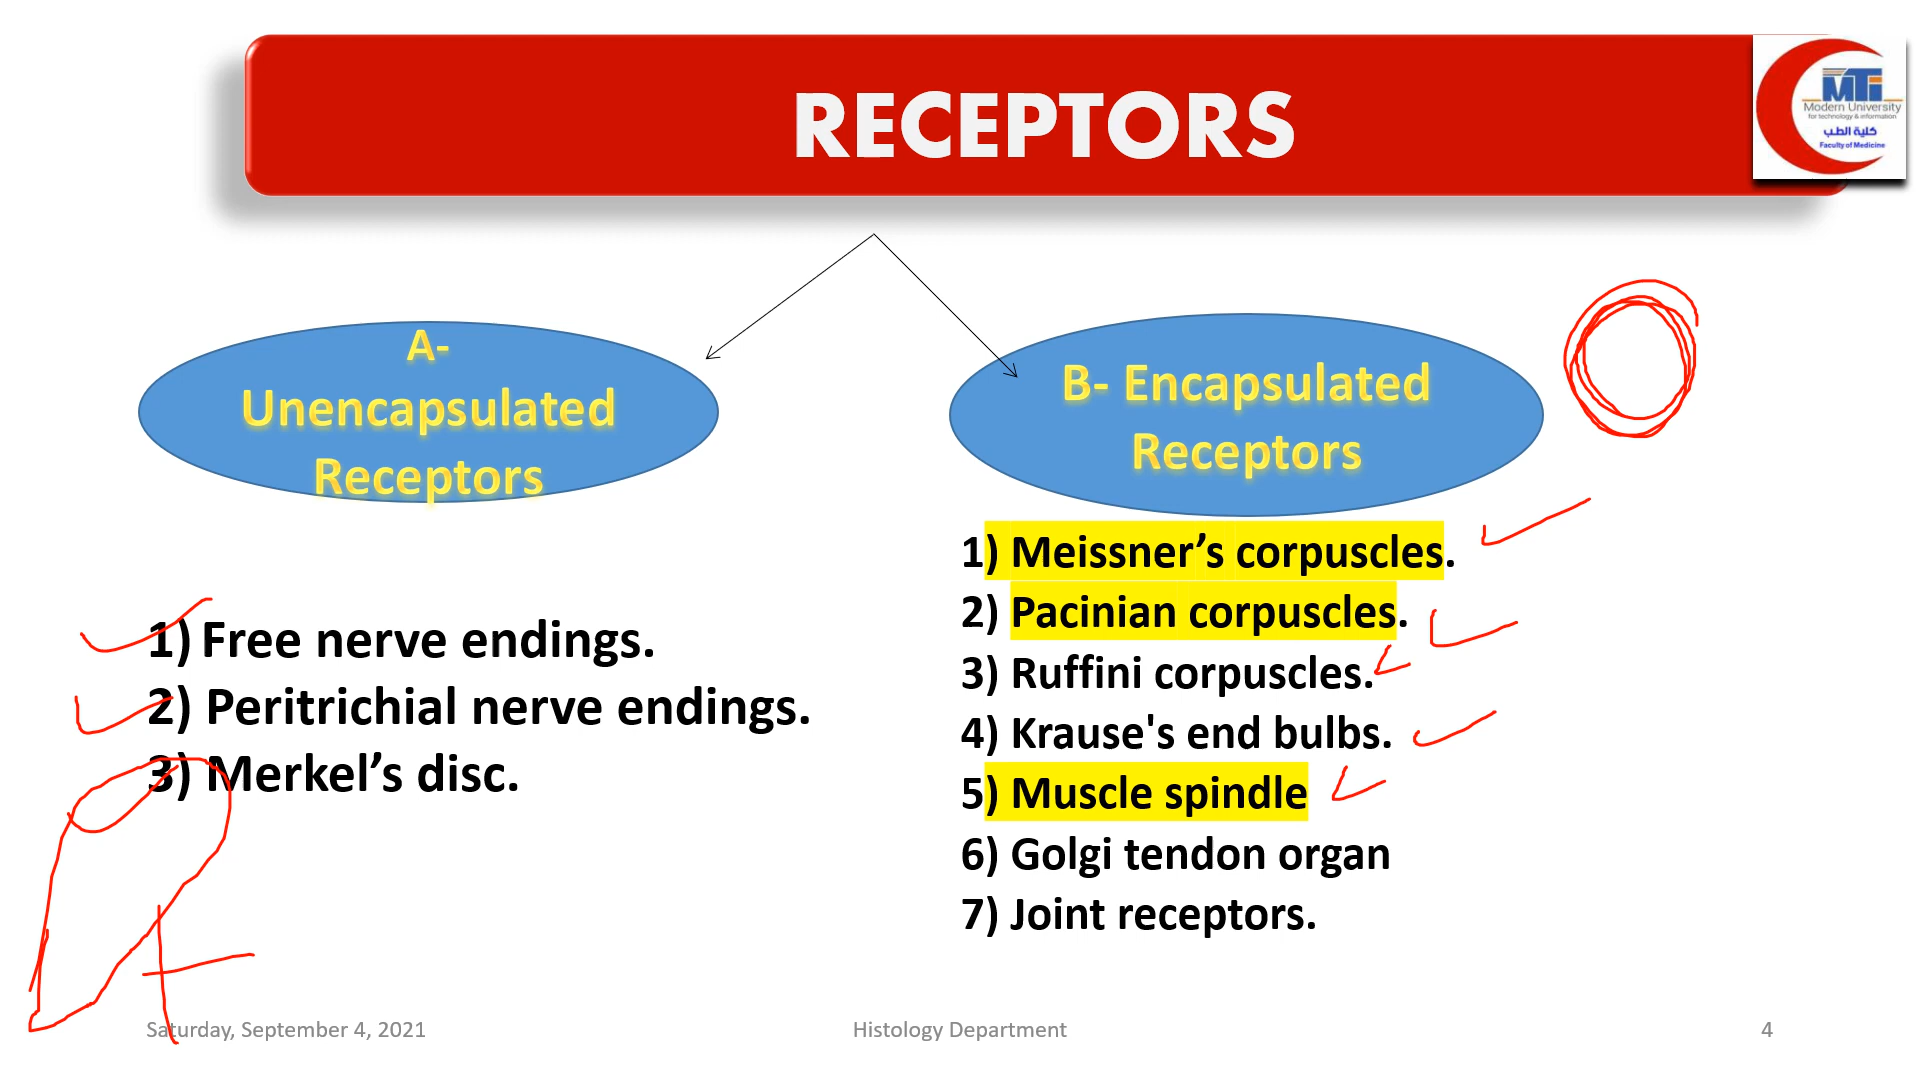 RECEPTORS
MTi
Modern University
for technology & information
كلية الطب
Faculty of Medicine
A-
Unencapsulated
Receptors
1) Free nerve endings.
2) Peritrichial nerve endings.
3) Merkel’s disc.
B- Encapsulated
Receptors
1) Meissner’s corpuscles.
2) Pacinian corpuscles.
3) Ruffini corpuscles.
4) Krause's end bulbs.
5) Muscle spindle
6) Golgi tendon organ
7) Joint receptors.
Saturday, September 4, 2021
Histology Department
4